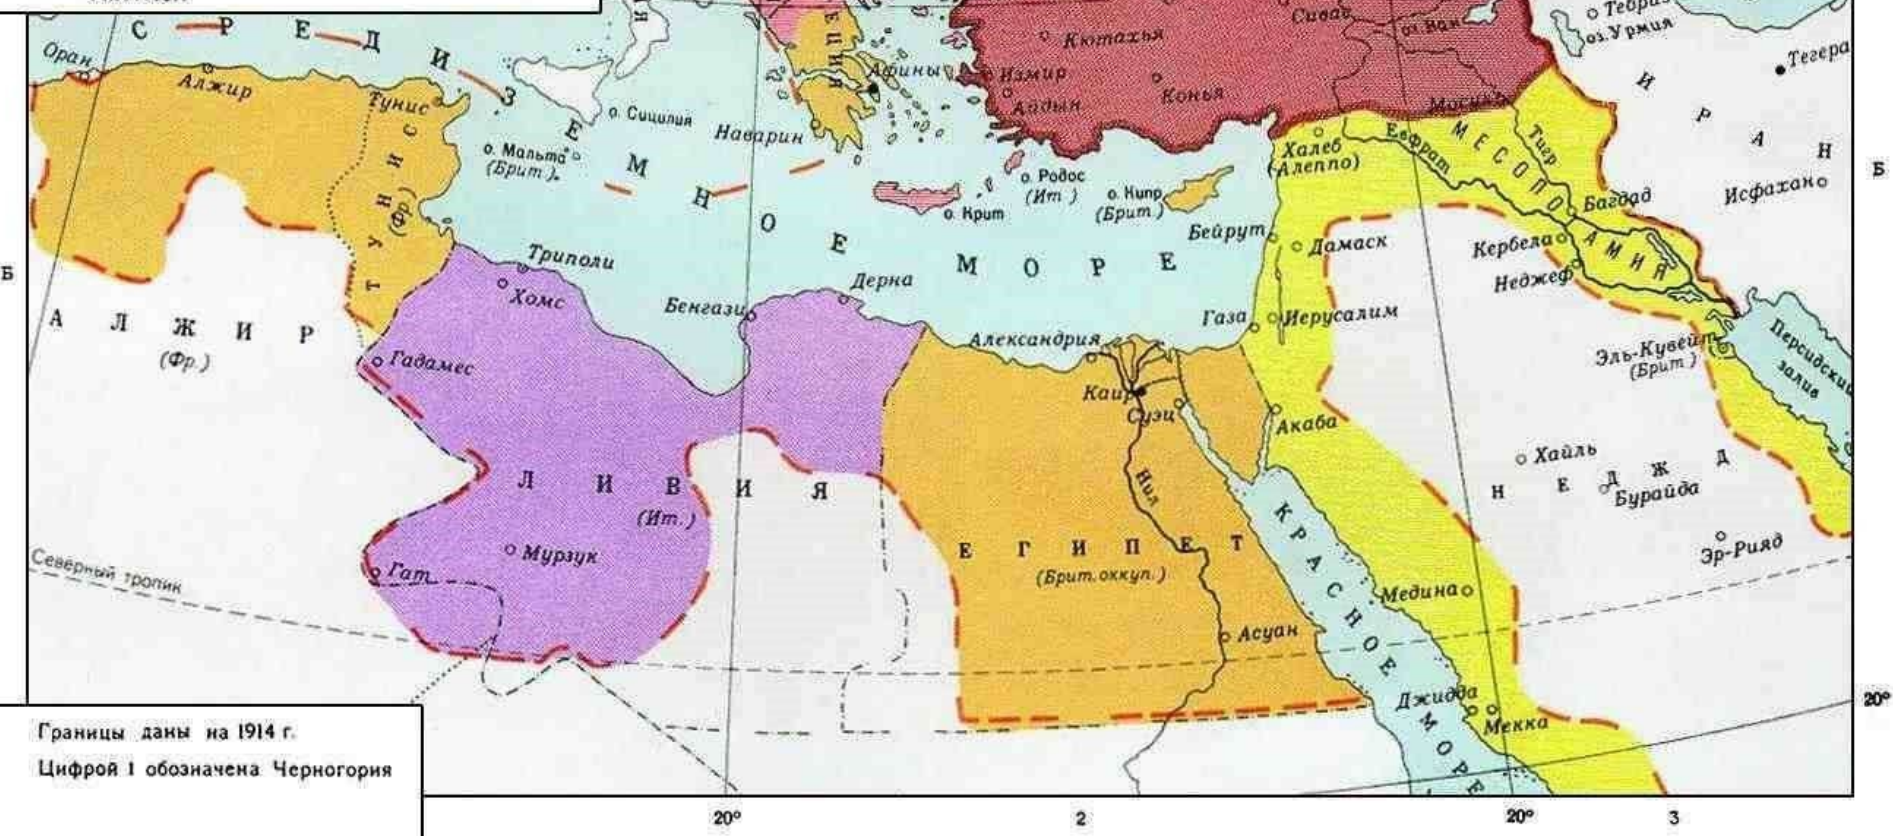 СРЕДИЗЕМНОЕ МОРЕ
Оран
Алжир
Тунис
ТУНИС
(Фр.)
о. Сицилия
о. Мальта
(Брит.)
Наварин
Афины
Измир
Айдын
Кютахья
Конья
Сивас
оз. Ван
оз. Урмия
ИРАН
Исфахан
Мосул
Евфрат
Тигр
МЕСОПОТАМИЯ
Халеб
(Алеппо)
о. Родос
(Ит.)
о. Крит
о. Кипр
(Брит.)
Бейрут
Дамаск
Багдад
Кербела
Неджеф
Б
Б
Триполи
Хомс
Бенгази
Дерна
Александрия
Газа
Иерусалим
Эль-Кувейт
(Брит.)
Персидский
залив
АЛЖИР
(Фр.)
Гадамес
Каир
Суэц
Акаба
Нил
Хайль
НЕДЖД
Бурайда
Эр-Рияд
ЛИВИЯ
(Ит.)
Мурзук
Гат
ЕГИПЕТ
(Брит. оккуп.)
Асуан
КРАСНОЕ МОРЕ
Медина
Джидда
Мекка
Северный тропик
20°
Границы даны на 1914 г.
Цифрой 1 обозначена Черногория
20°
2
20°
3